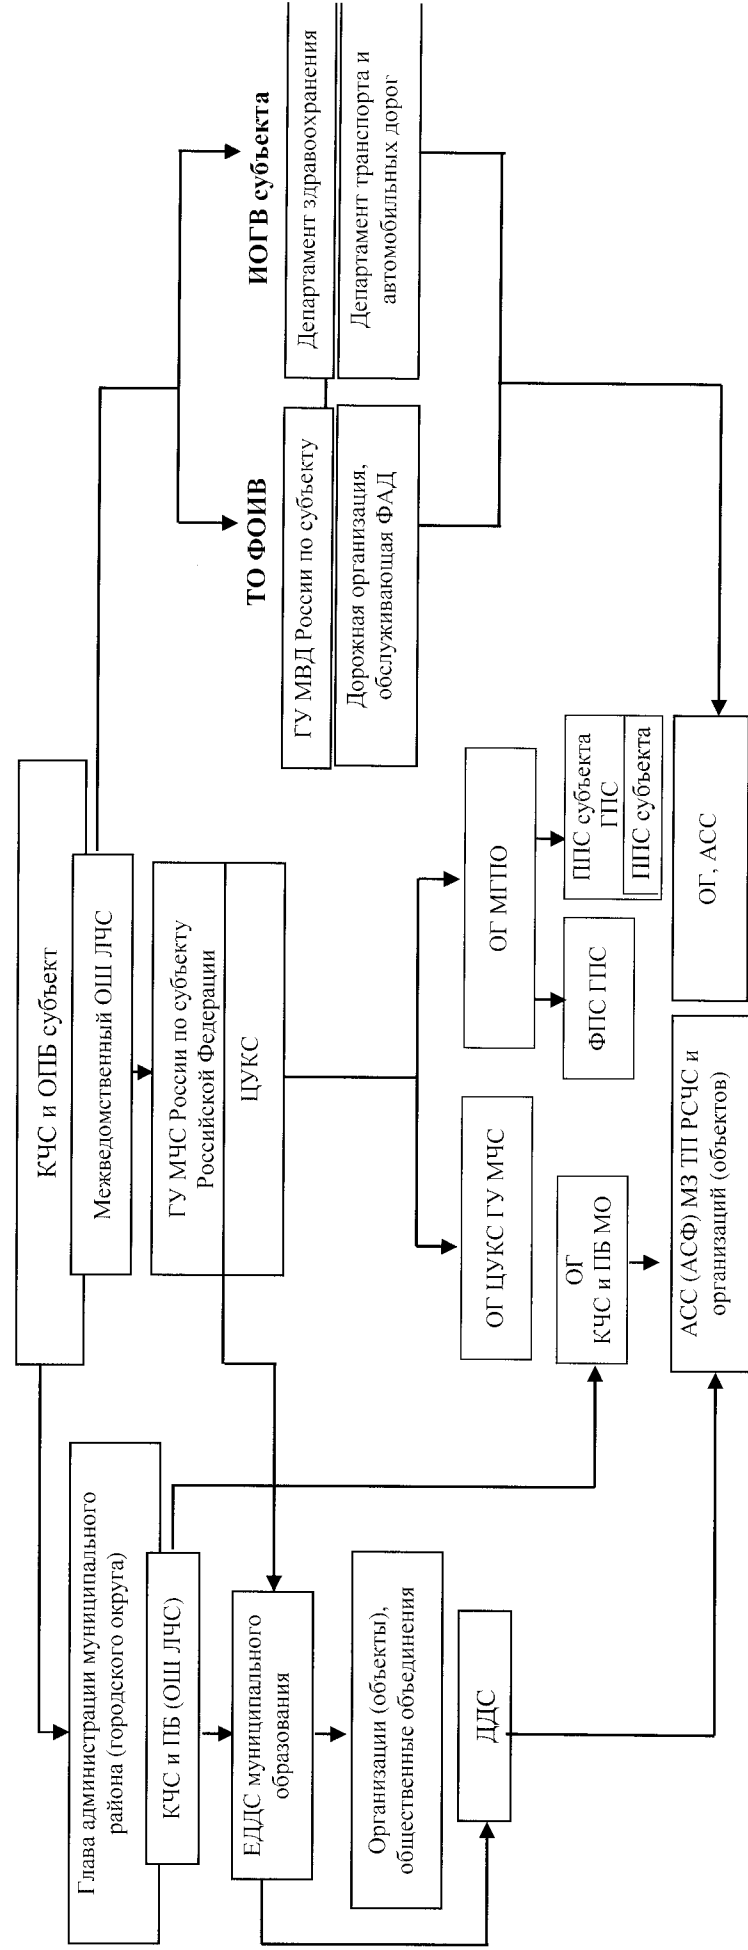 КЧС и ОПБ субъект
Межведомственный ОШ ЛЧС
Глава администрации муниципального
района (городского округа)
КЧС и ПБ (ОШ ЛЧС)
ГУ МЧС России по субъекту
Российской Федерации
ЦУКС
ТО ФОИВ
ИОГВ субъекта
ГУ МВД России по субъекту
Дорожная организация,
обслуживающая ФАД
Департамент здравоохранения
Департамент транспорта и
автомобильных дорог
ЕДДС муниципального
образования
Организации (объекты),
общественные объединения
ДДС
ОГ ЦУКС ГУ МЧС
ОГ МГПО
ОГ
КЧС и ПБ МО
ФПС ГПС
ППС субъекта
ГПС
ППС субъекта
АСС (АСФ) МЗ ТП РСЧС и
организаций (объектов)
ОГ, АСС